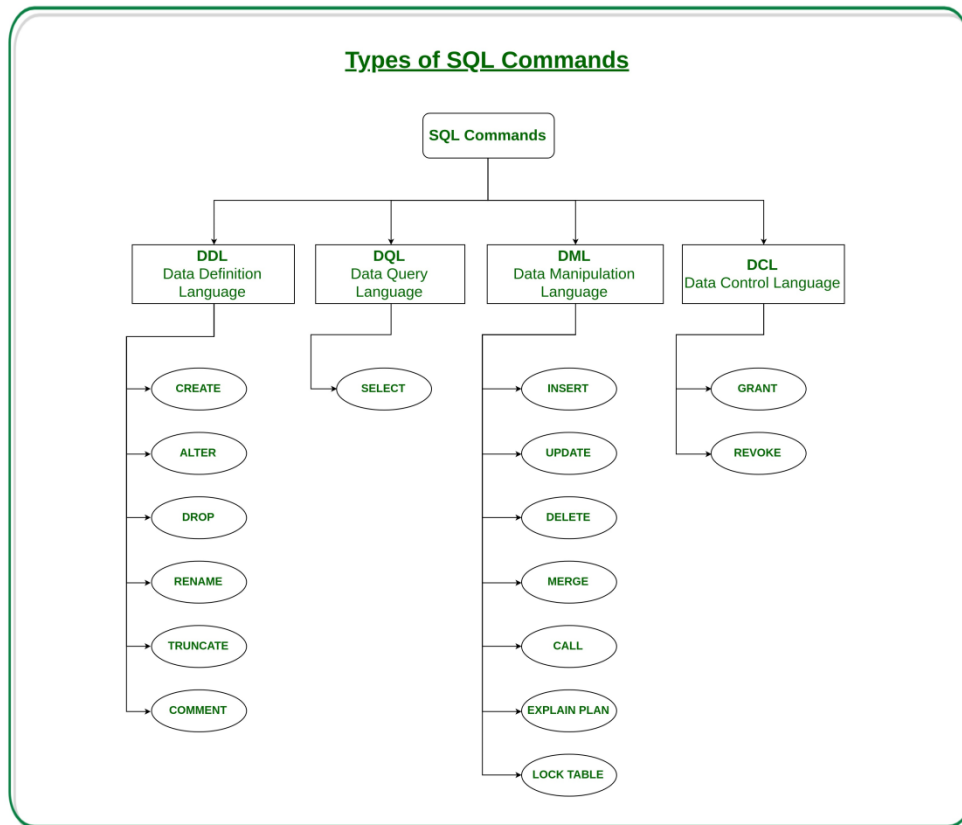 Types of SQL Commands
SQL Commands
DDL
Data Definition
Language
DQL
Data Query
Language
DML
Data Manipulation
Language
DCL
Data Control Language
CREATE
ALTER
DROP
RENAME
TRUNCATE
COMMENT
SELECT
INSERT
UPDATE
DELETE
MERGE
CALL
EXPLAIN PLAN
LOCK TABLE
GRANT
REVOKE